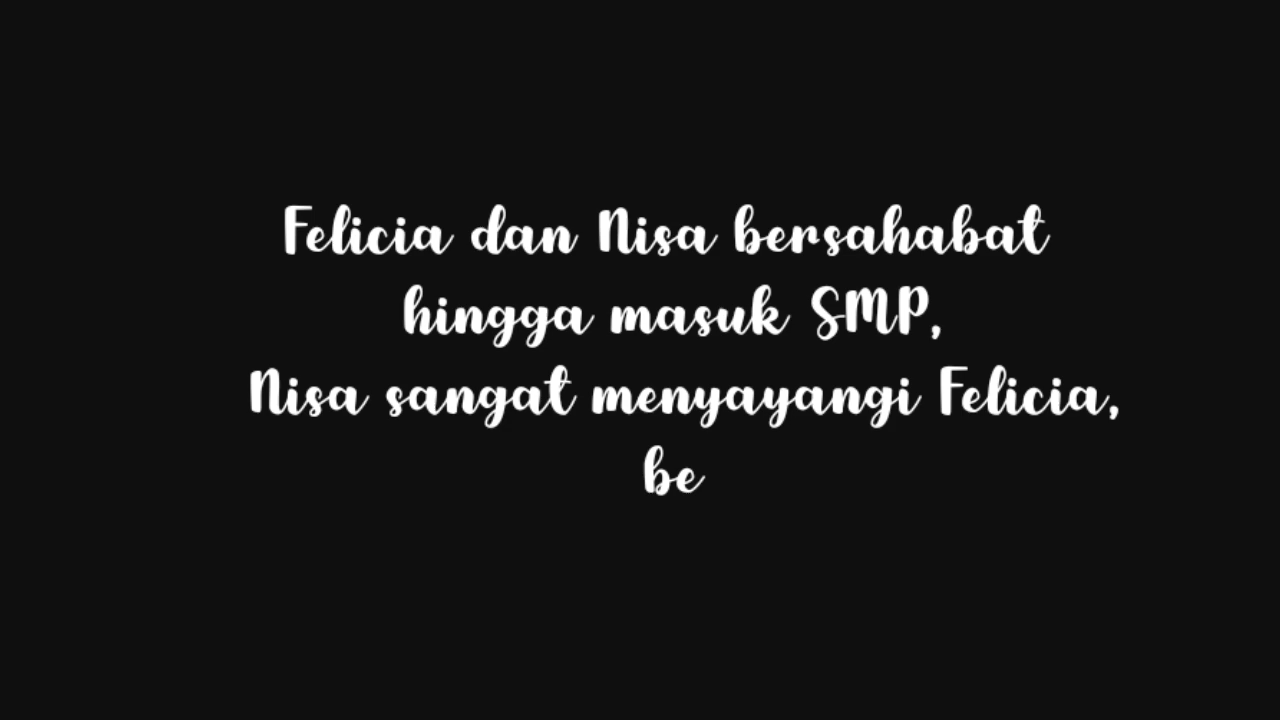 Felicia dan Nisa bersahabat
hingga masuk SMP,
Nisa sangat menyayangi Felicia,
be